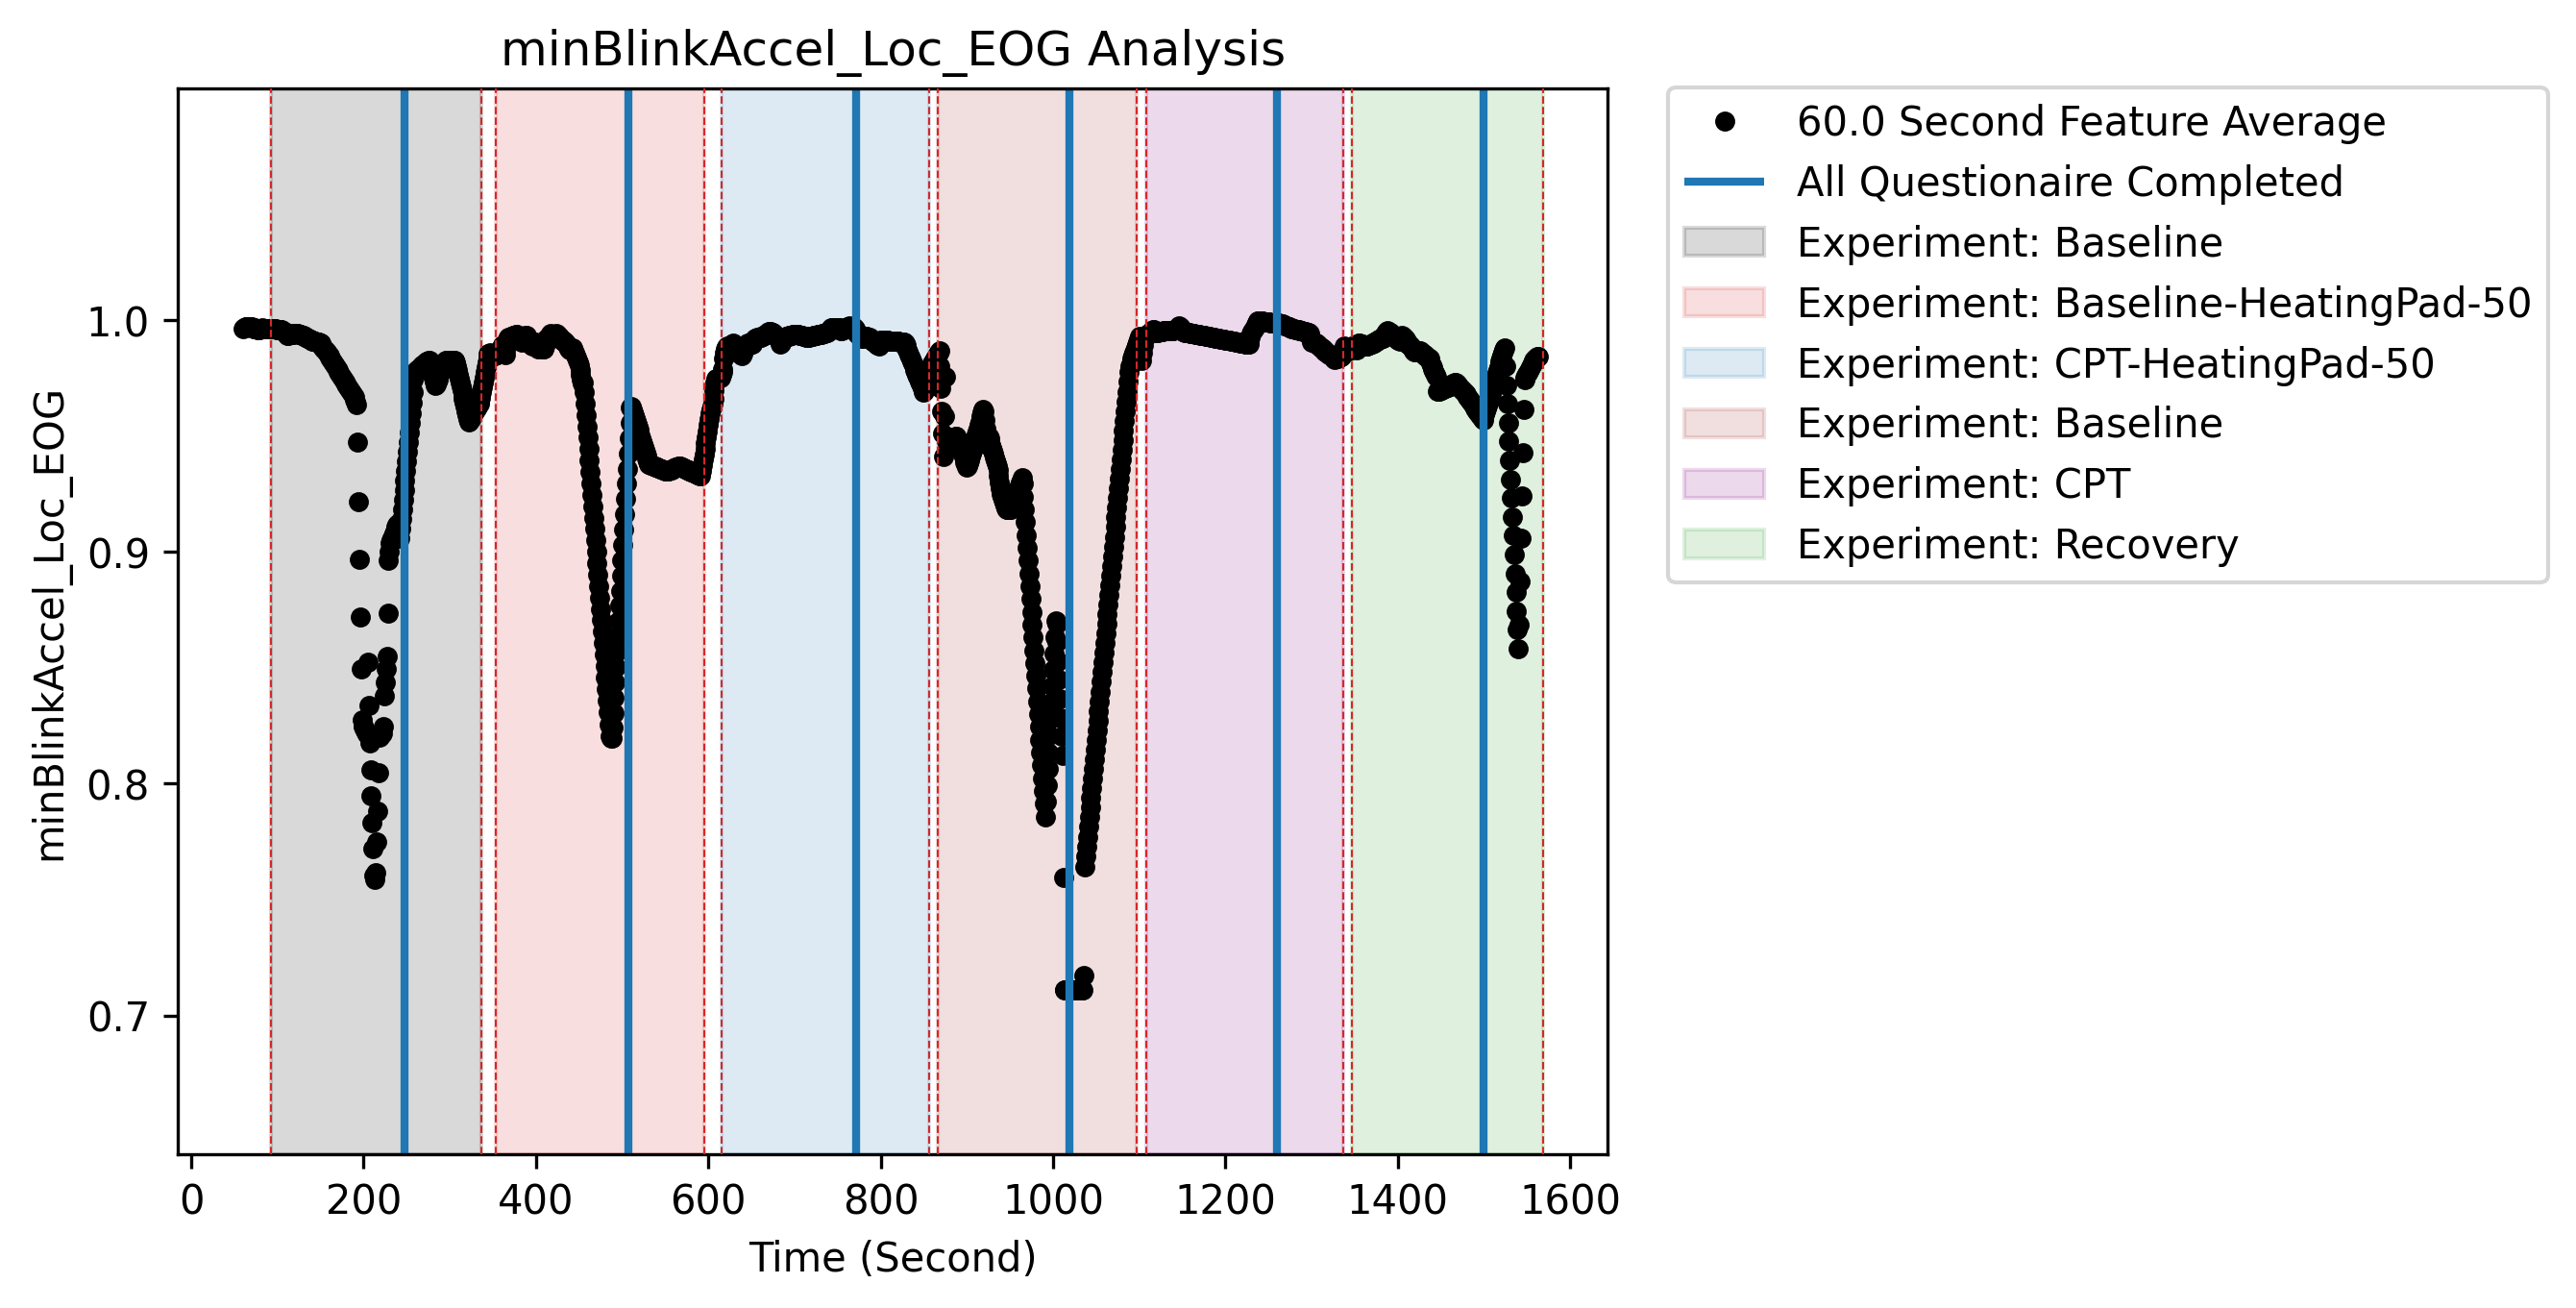 minBlinkAccel_Loc_EOG Analysis
minBlinkAccel_Loc_EOG
1.0
0.9
0.8
0.7
0
200
400
600
800
1000
1200
1400
1600
Time (Second)
60.0 Second Feature Average
All Questionaire Completed
Experiment: Baseline
Experiment: Baseline-HeatingPad-50
Experiment: CPT-HeatingPad-50
Experiment: Baseline
Experiment: CPT
Experiment: Recovery